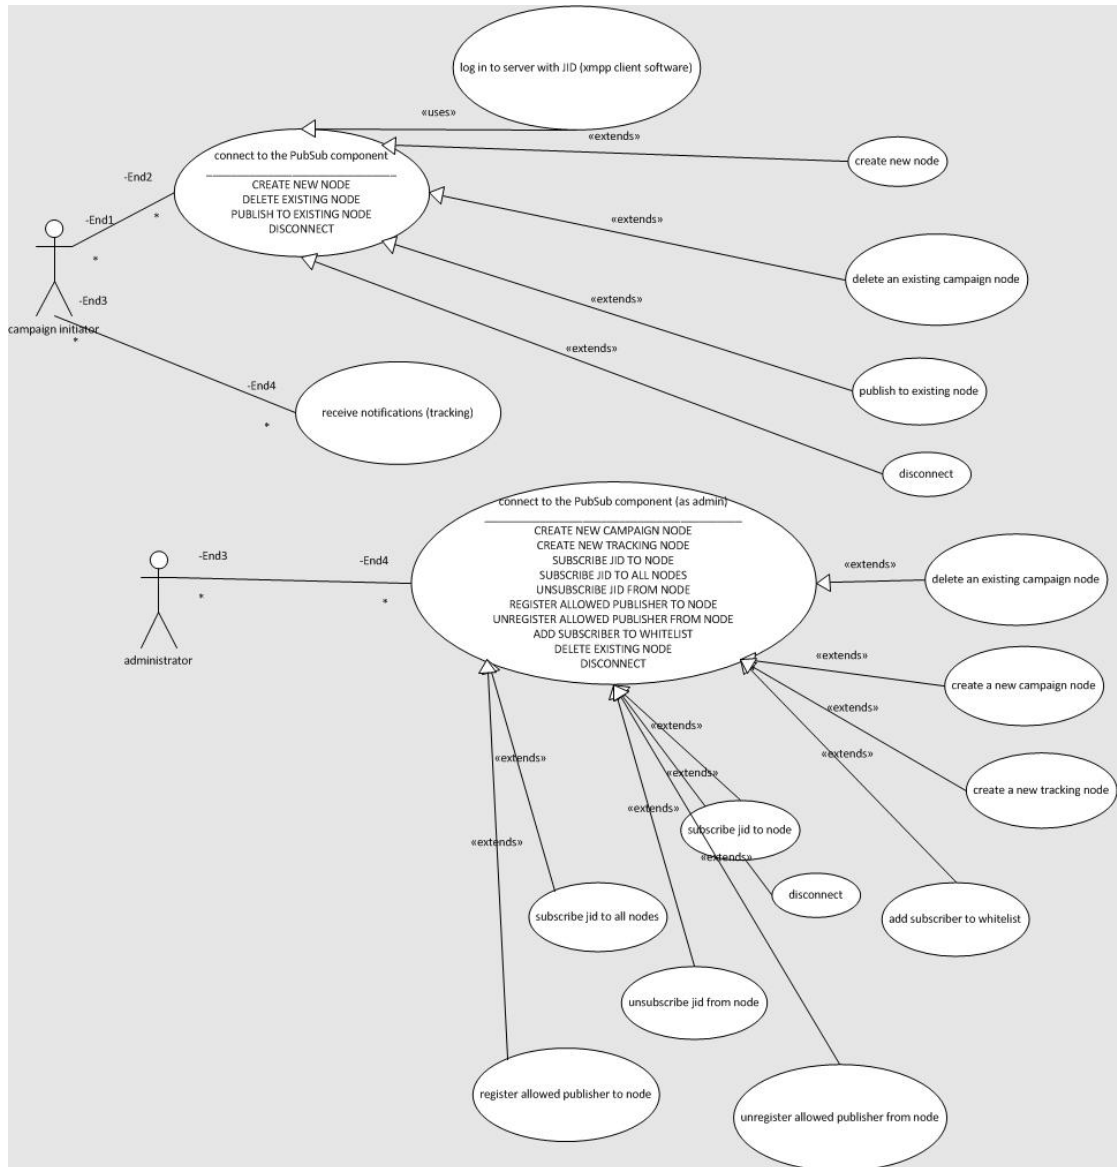 log in to server with JID (xmpp client software)
«uses»
«extends»
connect to the PubSub component
CREATE NEW NODE
DELETE EXISTING NODE
PUBLISH TO EXISTING NODE
DISCONNECT
create new node
-End2
*
-End1
*
«extends»
delete an existing campaign node
campaign initiator
-End3
*
«extends»
«extends»
-End4
*
receive notifications (tracking)
publish to existing node
disconnect
connect to the PubSub component (as admin)
CREATE NEW CAMPAIGN NODE
CREATE NEW TRACKING NODE
SUBSCRIBE JID TO NODE
SUBSCRIBE JID TO ALL NODES
UNSUBSCRIBE JID FROM NODE
REGISTER ALLOWED PUBLISHER TO NODE
UNREGISTER ALLOWED PUBLISHER FROM NODE
ADD SUBSCRIBER TO WHITELIST
DELETE EXISTING NODE
DISCONNECT
-End3
*
-End4
*
administrator
«extends»
delete an existing campaign node
«extends»
create a new campaign node
«extends»
create a new tracking node
«extends»
«extends»
«extends»
«extends»
«extends»
«extends»
«extends»
subscribe jid to node
disconnect
add subscriber to whitelist
subscribe jid to all nodes
unsubscribe jid from node
register allowed publisher to node
unregister allowed publisher from node